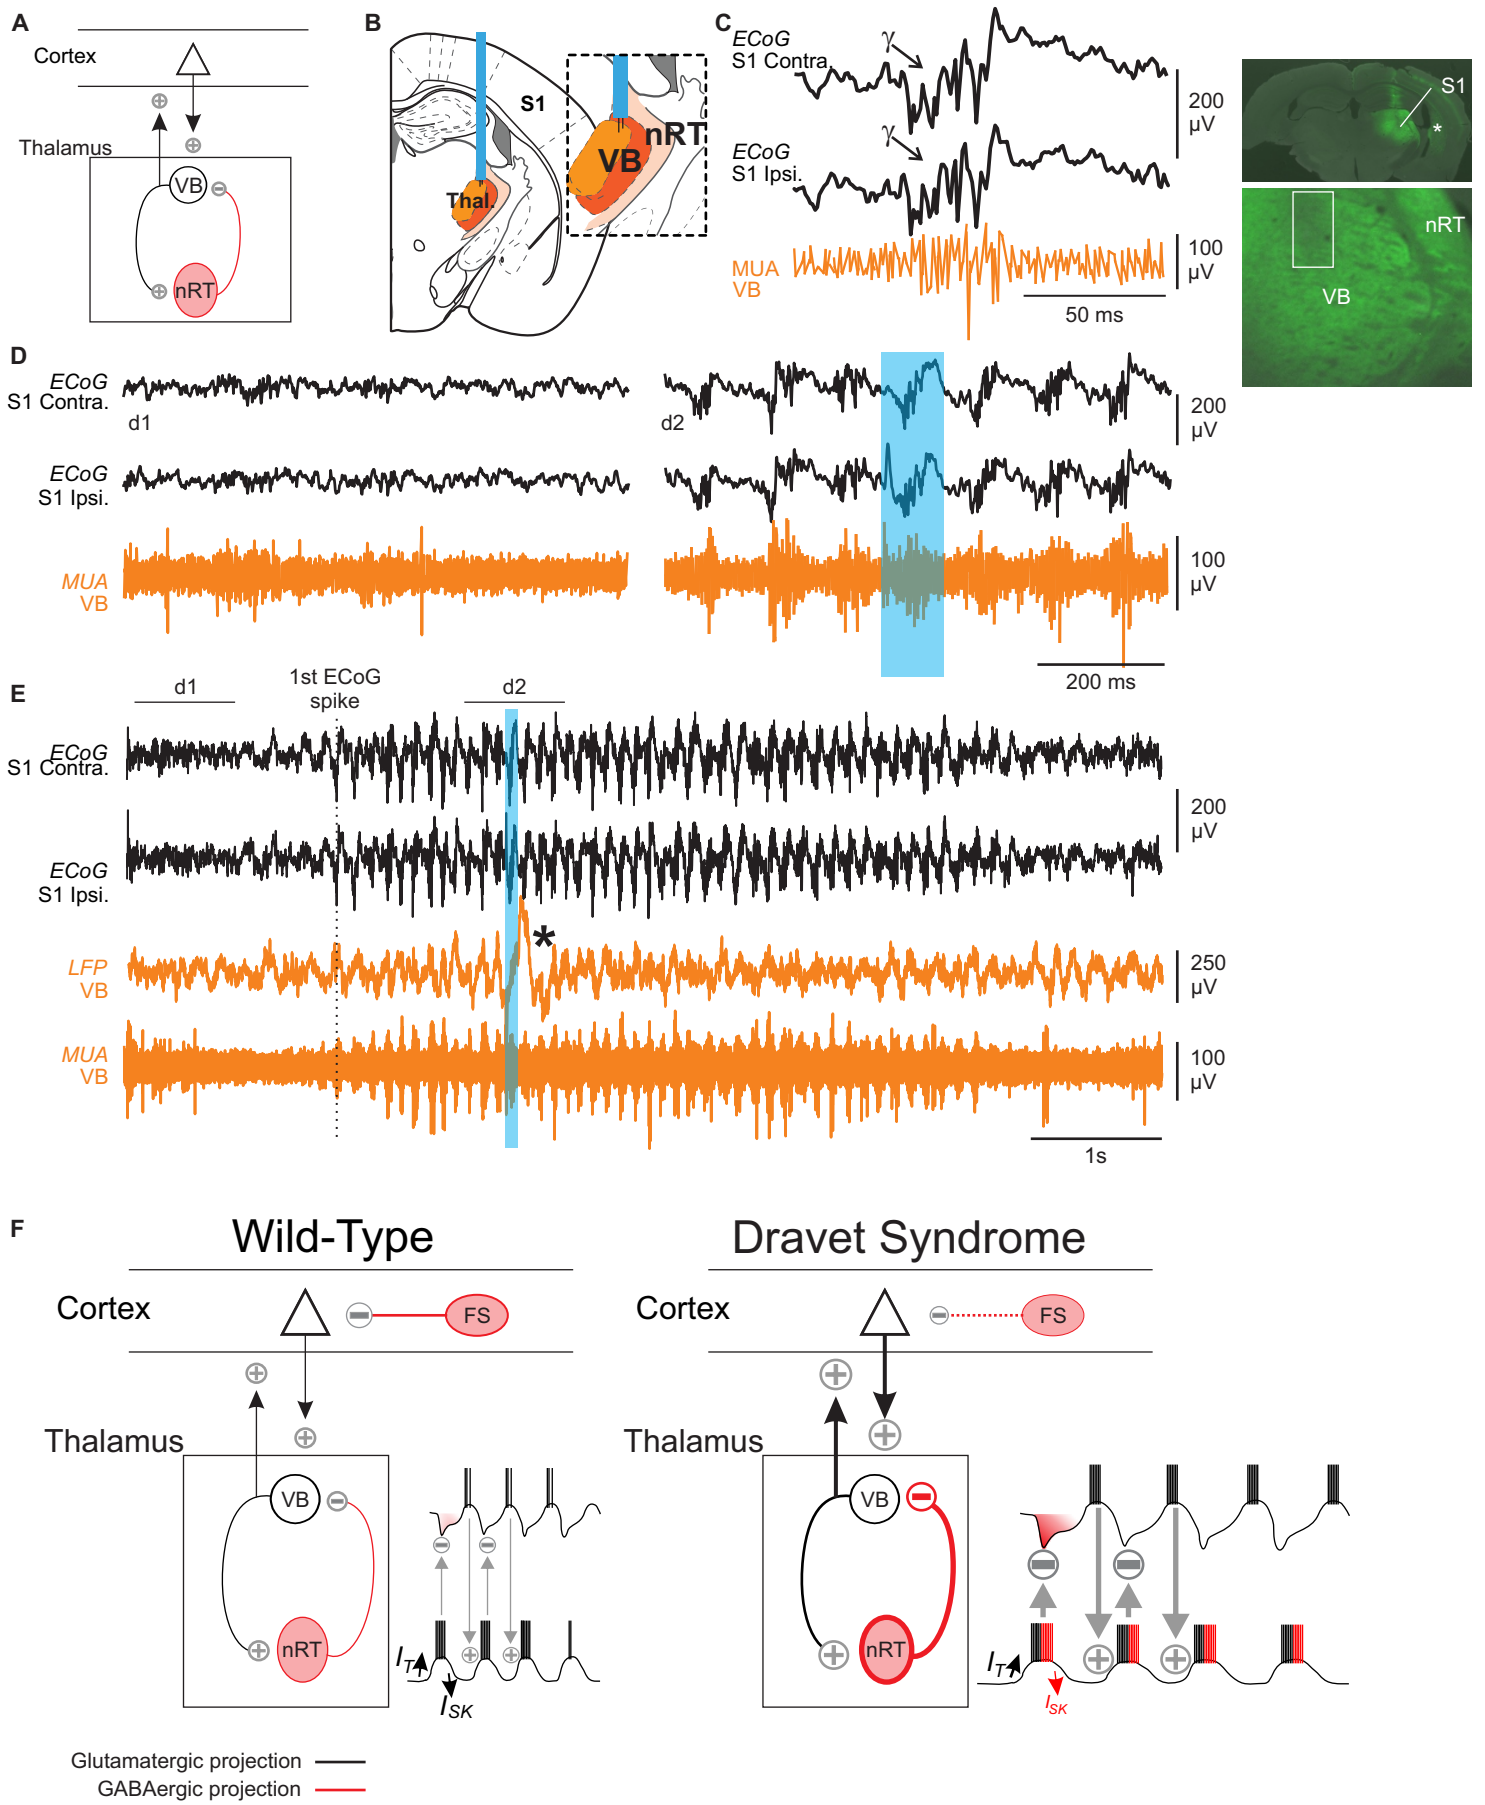 A
Cortex
Thalamus
VB
nRT
B
S1
Thal.
nRT
VB
C
ECoG
S1 Contra.
γ
200
µV
ECoG
S1 Ipsi.
γ
MUA
VB
100
µV
50 ms
S1
*
nRT
VB
D
ECoG
S1 Contra.
d1
d2
200
µV
ECoG
S1 Ipsi.
MUA
VB
100
µV
200 ms
E
d1
1st ECoG
spike
d2
ECoG
S1 Contra.
200
µV
ECoG
S1 Ipsi.
*
LFP
VB
250
µV
MUA
VB
100
µV
1s
F
Wild-Type
Cortex
FS
Thalamus
VB
nRT
IT
ISK
Dravet Syndrome
Cortex
FS
Thalamus
VB
nRT
IT
ISK
Glutamatergic projection
GABAergic projection